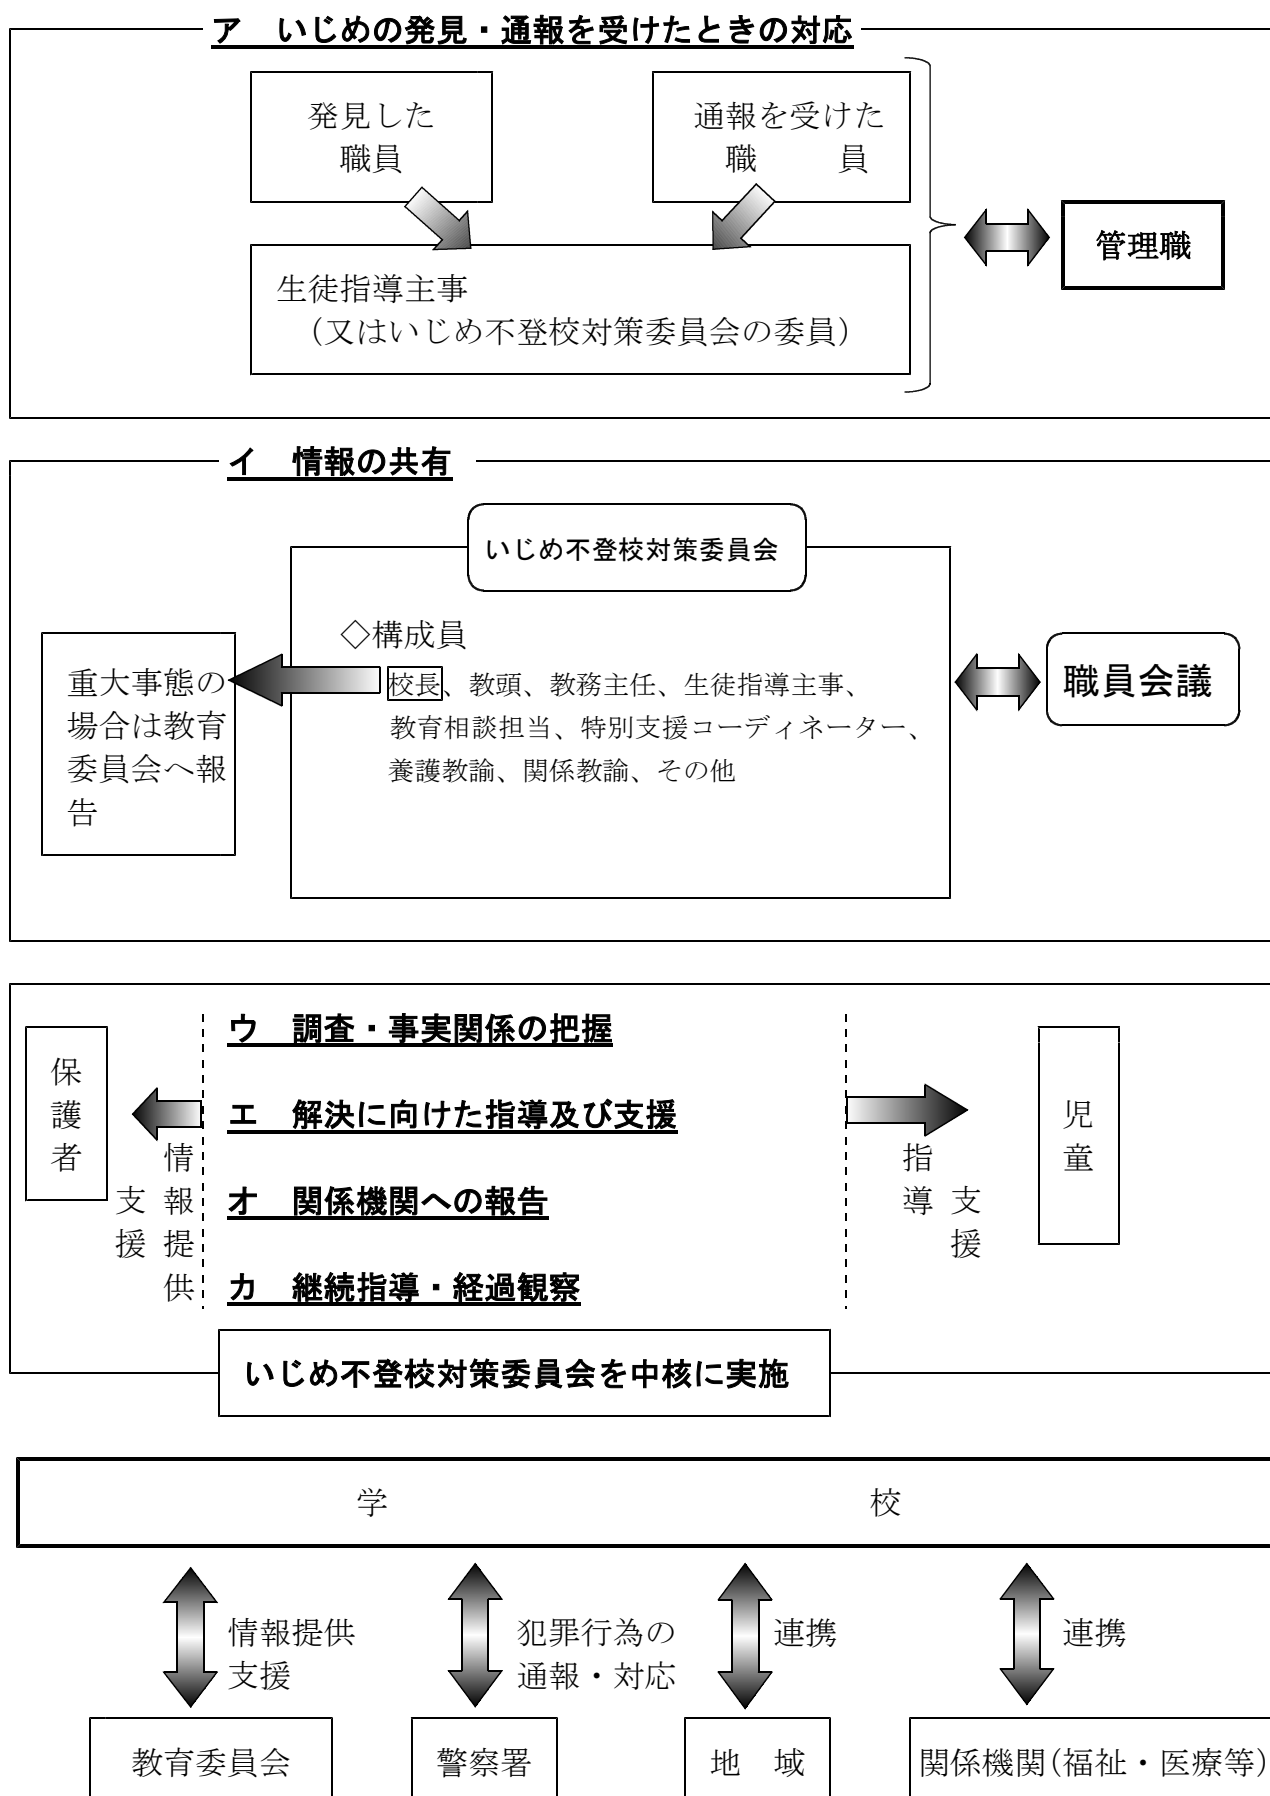 ア　いじめの発見・通報を受けたときの対応
発見した
職員
通報を受けた
職　　員
管理職
生徒指導主事
（又はいじめ不登校対策委員会の委員）
イ　情報の共有
いじめ不登校対策委員会
◇構成員
校長、教頭、教務主任、生徒指導主事、
教育相談担当、特別支援コーディネーター、
養護教諭、関係教諭、その他
重大事態の
場合は教育
委員会へ報
告
職員会議
ウ　調査・事実関係の把握
エ　解決に向けた指導及び支援
オ　関係機関への報告
カ　継続指導・経過観察
保護者
情報提供
支援
指導
支援
児童
いじめ不登校対策委員会を中核に実施
学　　校
情報提供
支援
犯罪行為の
通報・対応
連携
連携
教育委員会
警察署
地　域
関係機関(福祉・医療等)